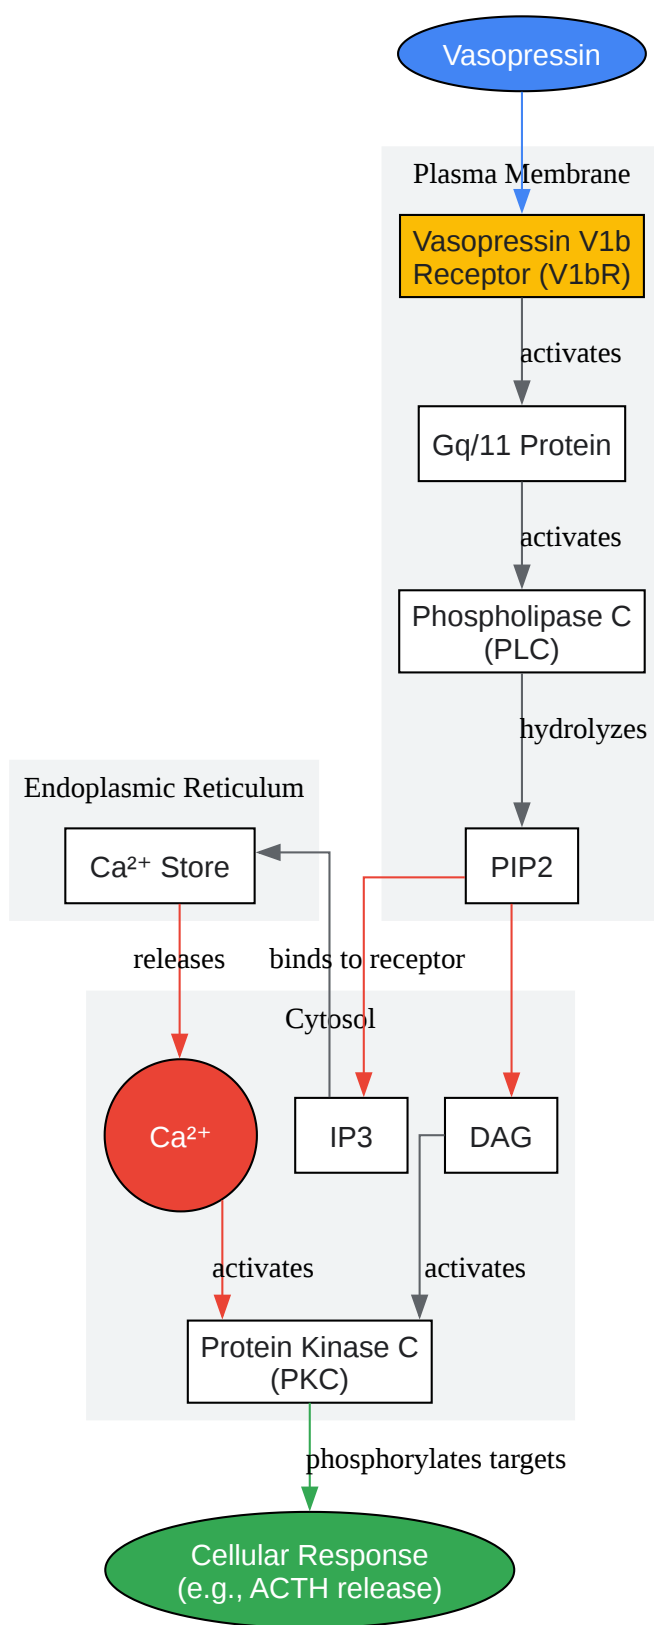 Vasopressin
Plasma Membrane
Vasopressin V1b
Receptor (V1bR)
activates
Gq/11 Protein
activates
Phospholipase C
(PLC)
hydrolyzes
Endoplasmic Reticulum
Ca²⁺ Store
PIP2
releases
binds to receptor
Cytosol
Ca²⁺
IP3
DAG
activates
activates
Protein Kinase C
(PKC)
phosphorylates targets
Cellular Response
(e.g., ACTH release)